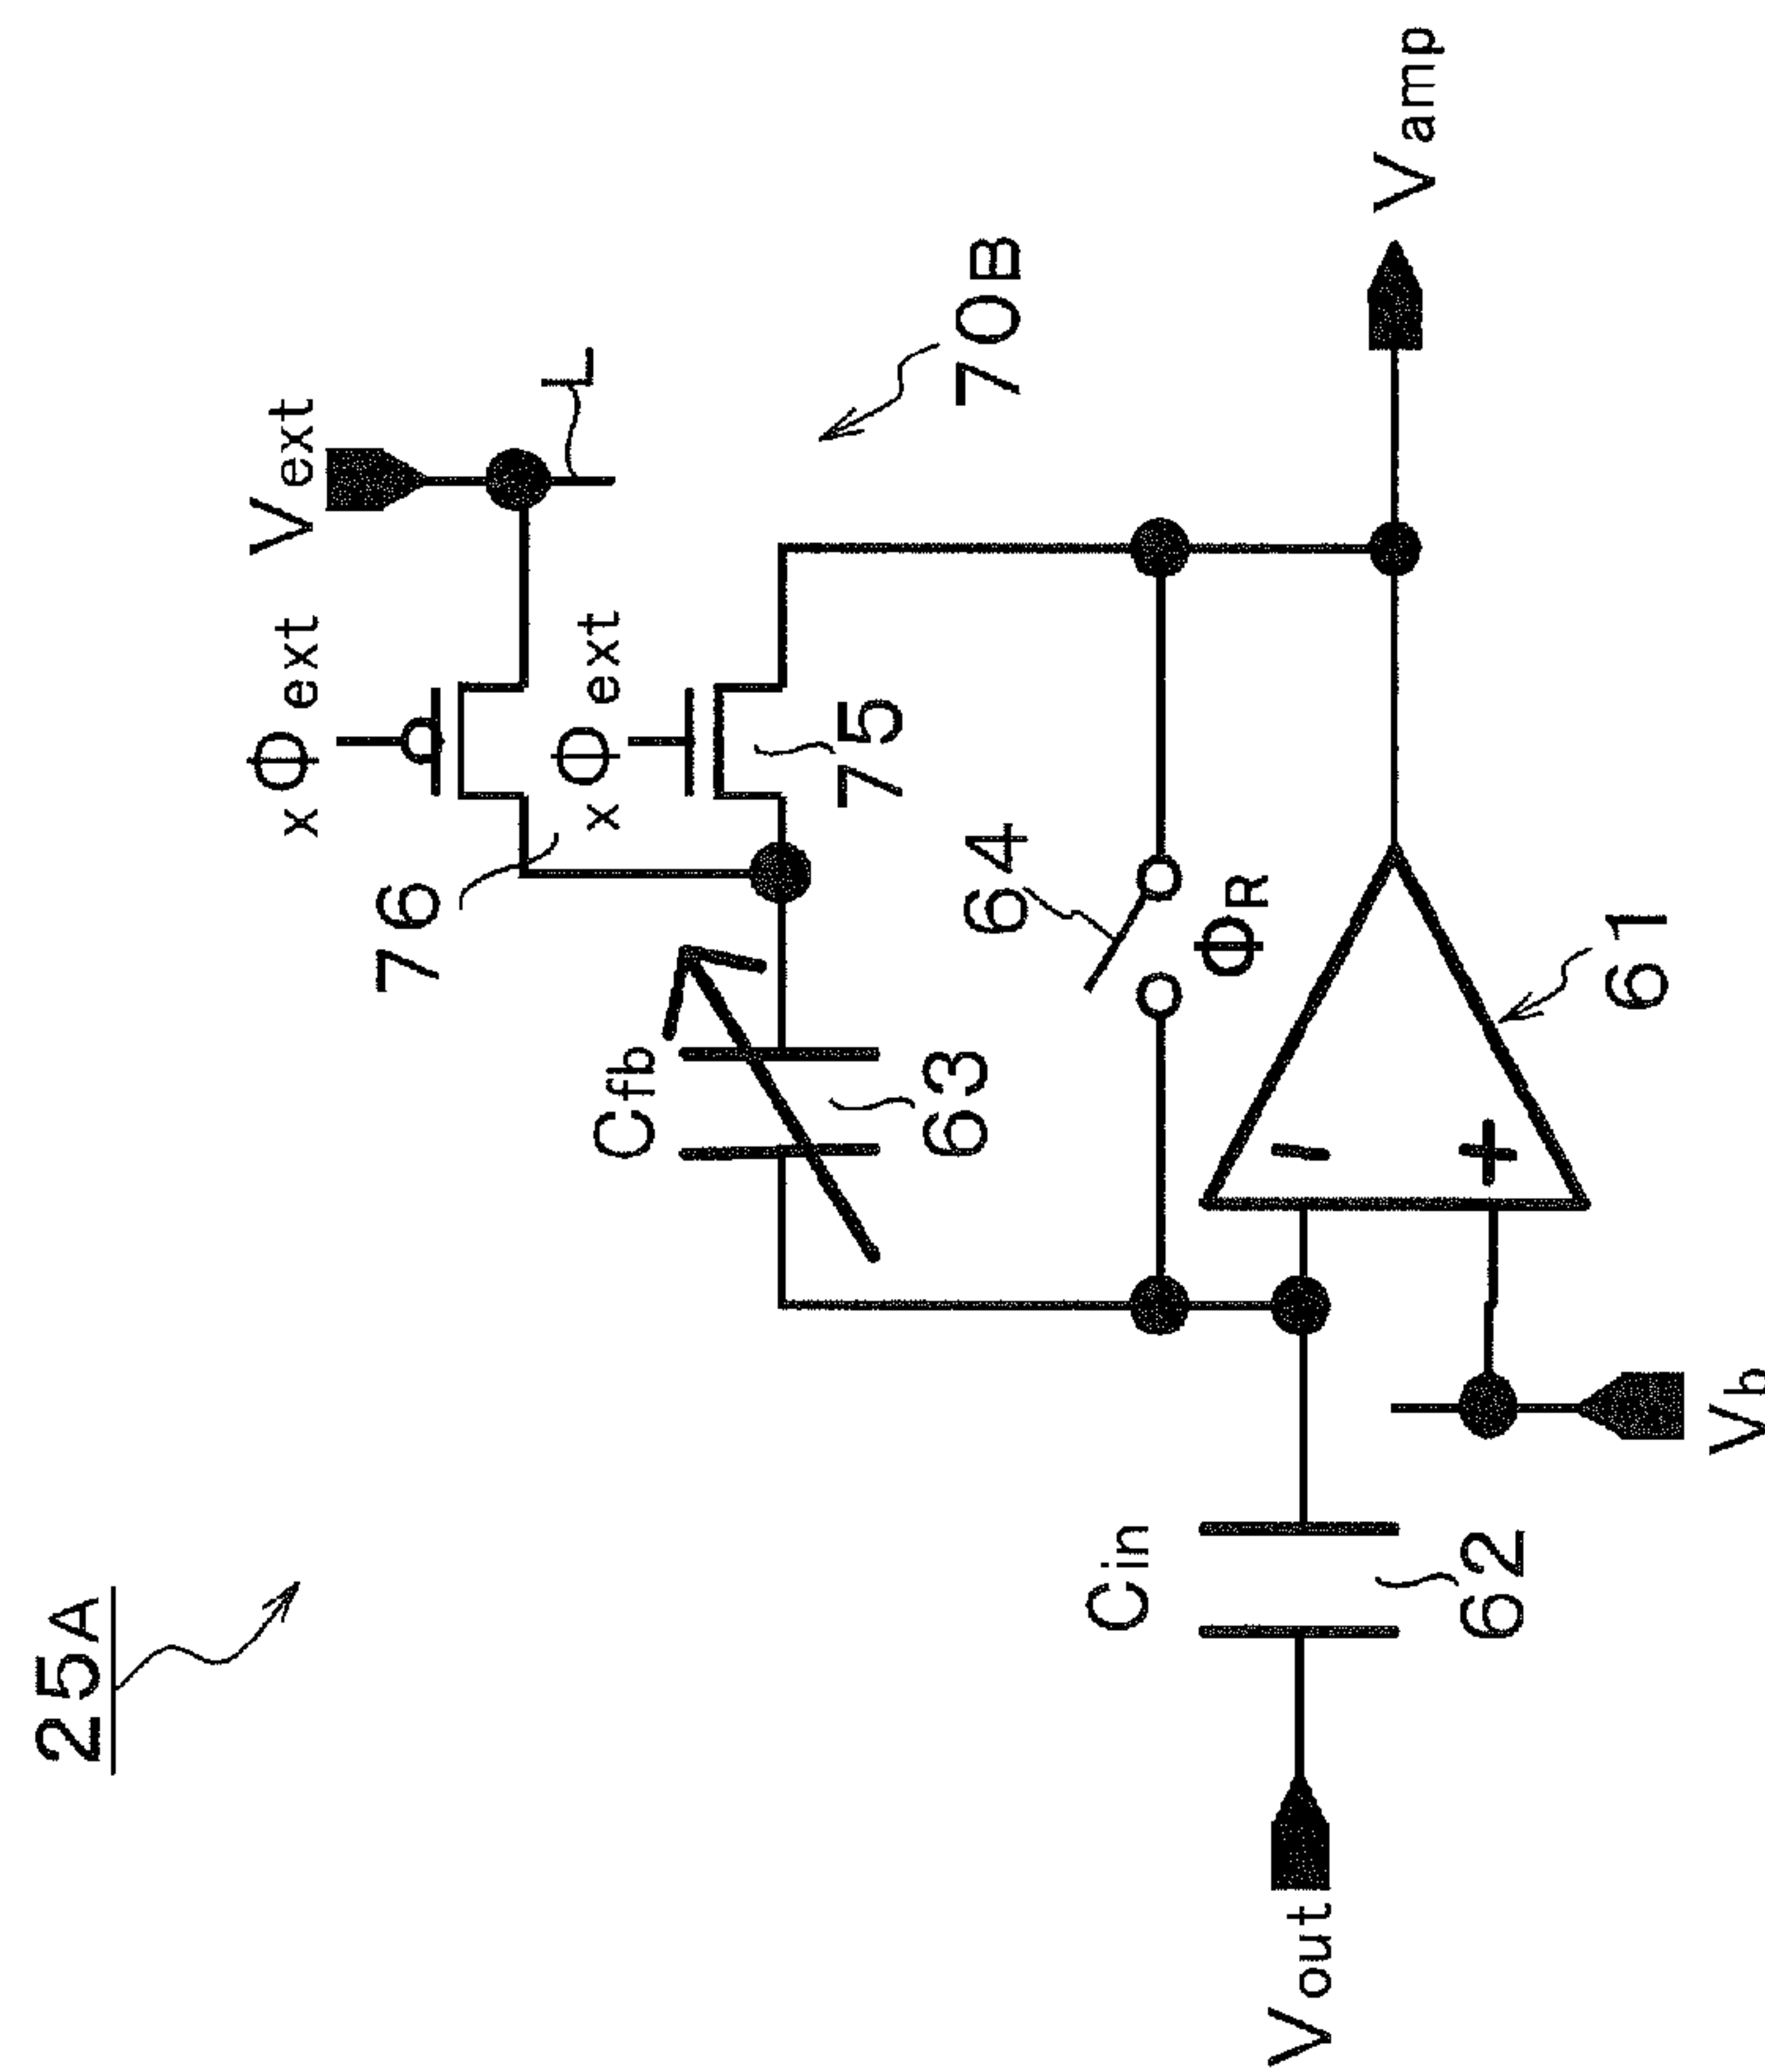 25A
xΦext
Vext
76
L
Cfb
xΦext
75
63
70B
64
Cin
ΦR
Vout
Vamp
62
61
Vb